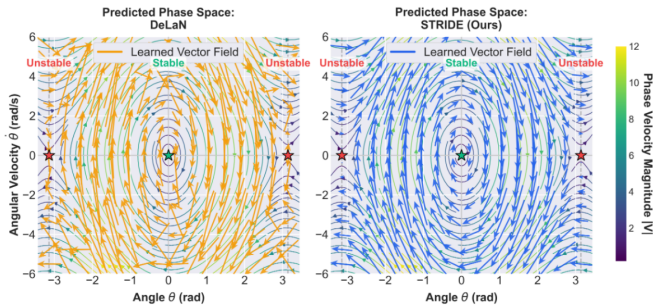 Predicted Phase Space:
DeLaN
Learned Vector Field
Unstable
Stable
Unstable
6
4
2
0
−2
−4
−6
Angular Velocity θ̇ (rad/s)
−3
−2
−1
0
1
2
3
Angle θ (rad)
Predicted Phase Space:
STRIDE (Ours)
Learned Vector Field
Unstable
Stable
Unstable
−3
−2
−1
0
1
2
3
Angle θ (rad)
12
10
8
6
4
2
Phase Velocity Magnitude |V|